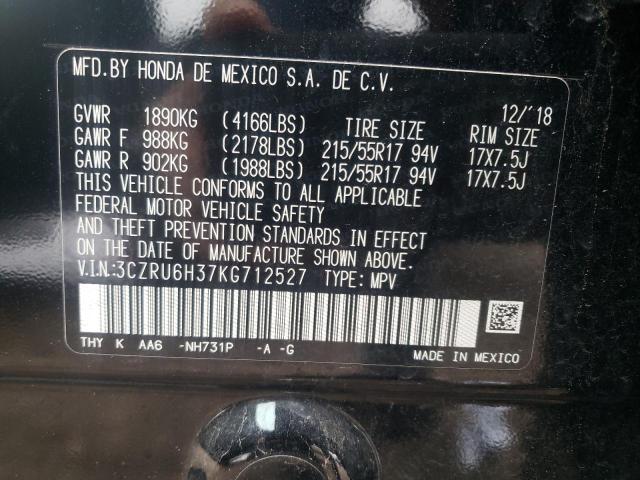 MFD.BY HONDA DE MEXICO S.A. DE C.V.
12/'18
GVWR 1890KG (4166LBS) TIRE SIZE RIM SIZE
GAWR F 988KG (2178LBS) 215/55R17 94V 17X7.5J
GAWR R 902KG (1988LBS) 215/55R17 94V 17X7.5J
THIS VEHICLE CONFORMS TO ALL APPLICABLE
FEDERAL MOTOR VEHICLE SAFETY
AND THEFT PREVENTION STANDARDS IN EFFECT
ON THE DATE OF MANUFACTURE SHOWN ABOVE.
V.I.N:3CZRU6H37KG712527 TYPE: MPV
THY K AA6 -NH731P -A -G
MADE IN MEXICO